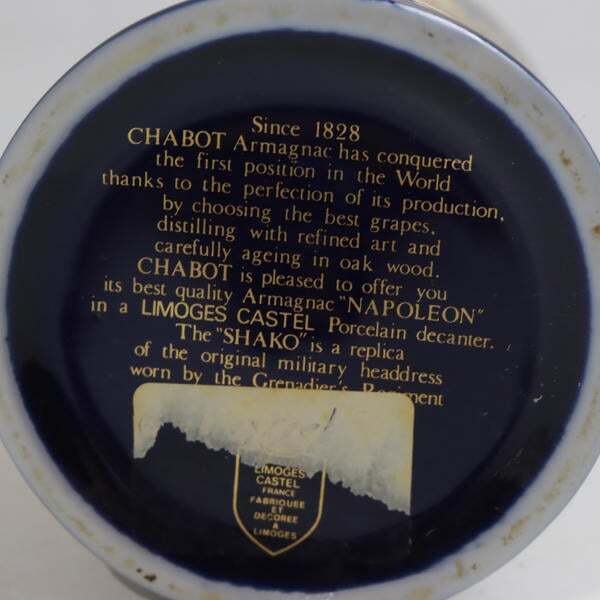 Since 1828
CHABOT Armagnac has conquered
the first position in the World
thanks to the perfection of its production,
by choosing the best grapes,
distilling with refined art and
carefully ageing in oak wood.
CHABOT is pleased to offer you
its best quality Armagnac "NAPOLEON"
in a LIMOGES CASTEL Porcelain decanter.
The "SHAKO" is a replica
of the original military headdress
worn by the Grenadier's Regiment
LIMOGES
CASTEL
FRANCE
FABRIQUEE
ET
DECOREE
A
LIMOGES